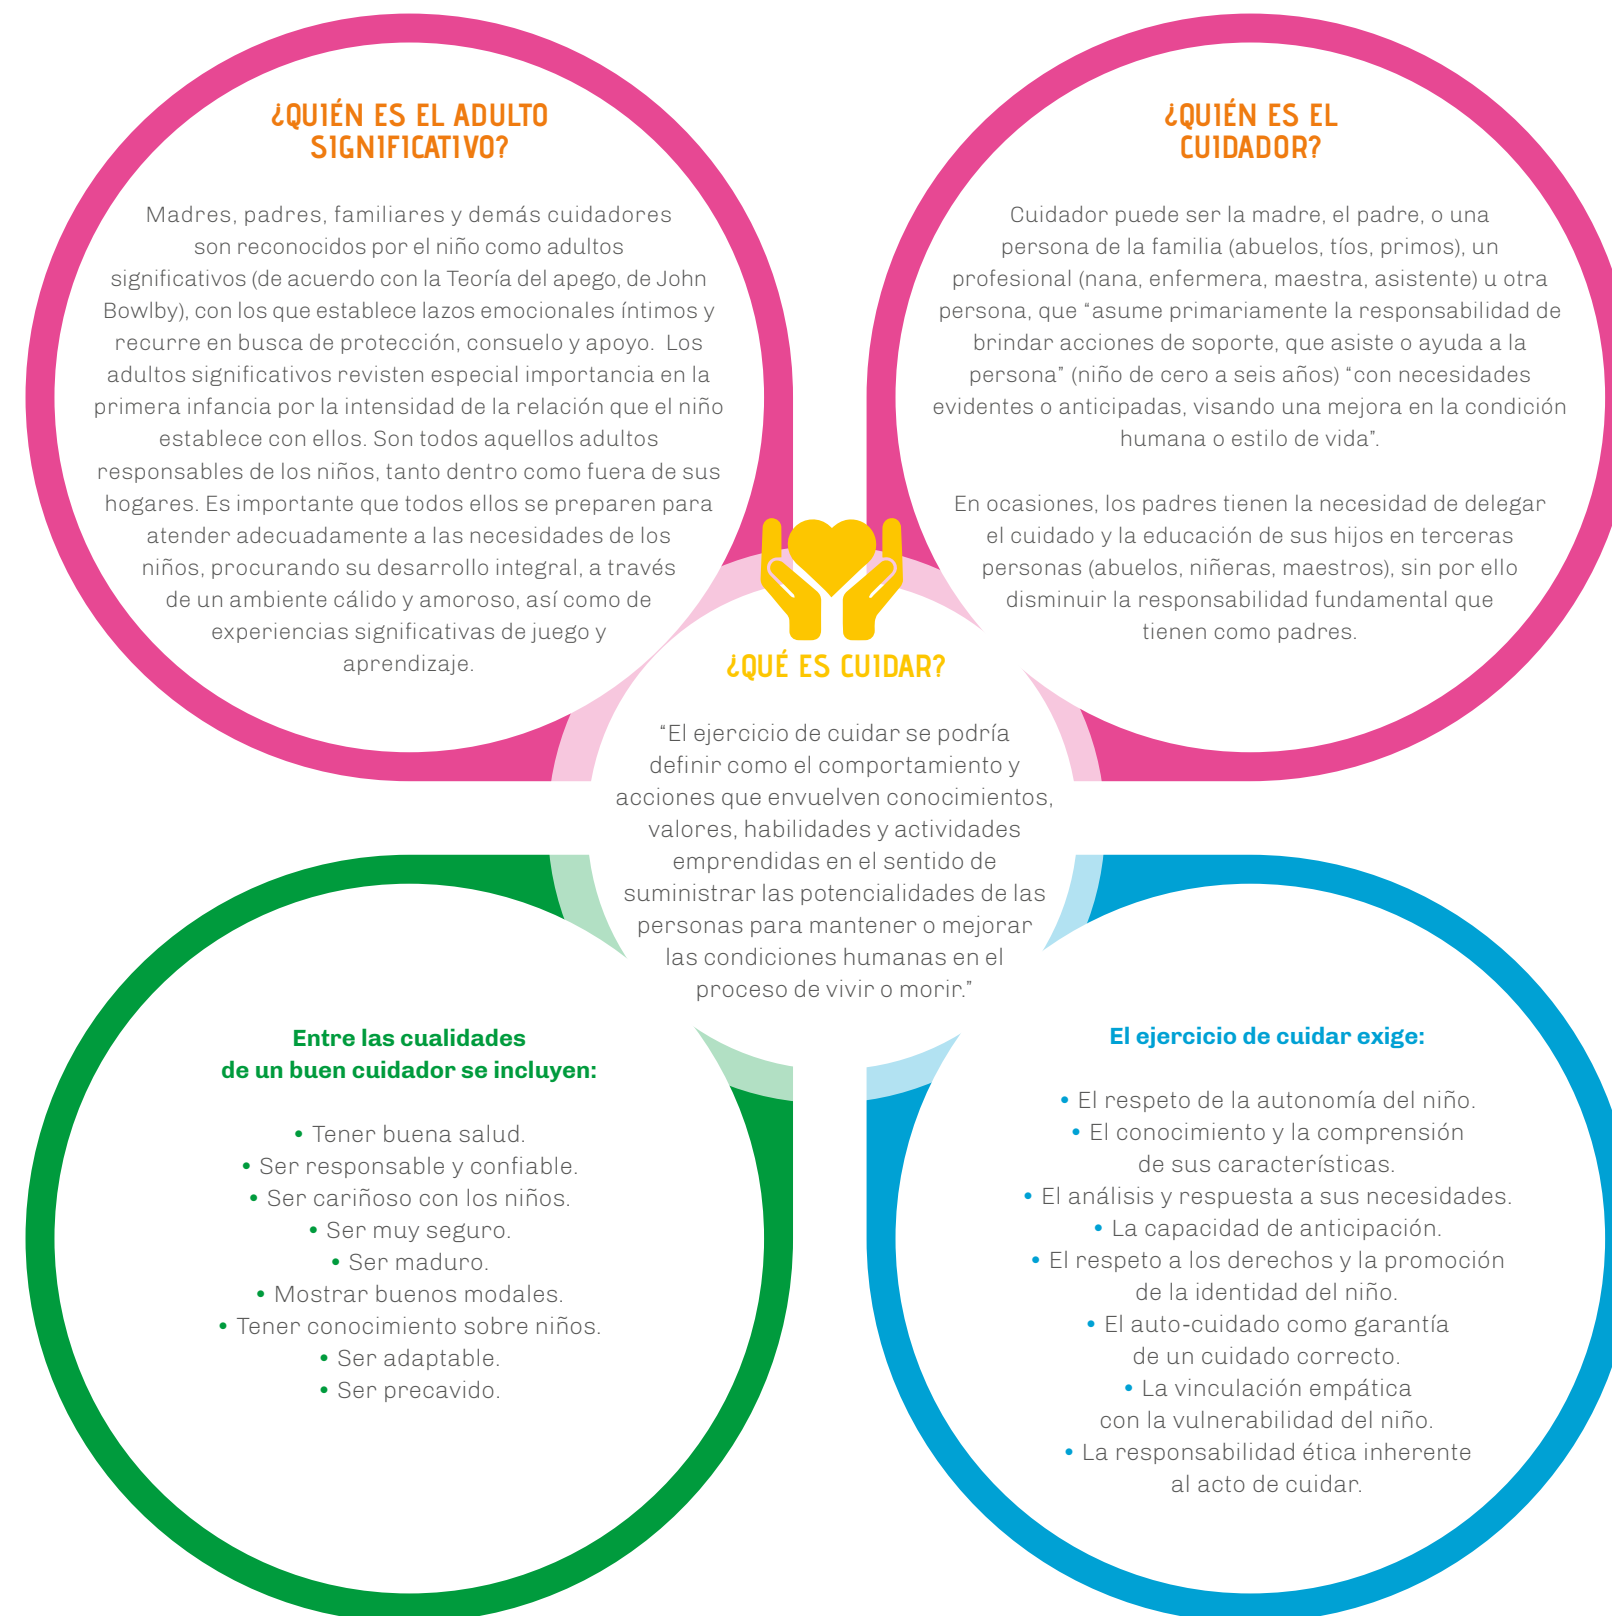 ¿QUIÉN ES EL ADULTO
SIGNIFICATIVO?
Madres, padres, familiares y demás cuidadores
son reconocidos por el niño como adultos
significativos (de acuerdo con la Teoría del apego, de John
Bowlby), con los que establece lazos emocionales íntimos y
recurre en busca de protección, consuelo y apoyo. Los
adultos significativos revisten especial importancia en la
primera infancia por la intensidad de la relación que el niño
establece con ellos. Son todos aquellos adultos
responsables de los niños, tanto dentro como fuera de sus
hogares. Es importante que todos ellos se preparen para
atender adecuadamente a las necesidades de los
niños, procurando su desarrollo integral, a través
de un ambiente cálido y amoroso, así como de
experiencias significativas de juego y
aprendizaje.
¿QUIÉN ES EL
CUIDADOR?
Cuidador puede ser la madre, el padre, o una
persona de la familia (abuelos, tíos, primos), un
profesional (nana, enfermera, maestra, asistente) u otra
persona, que “asume primariamente la responsabilidad de
brindar acciones de soporte, que asiste o ayuda a la
persona” (niño de cero a seis años) “con necesidades
evidentes o anticipadas, visando una mejora en la condición
humana o estilo de vida”.
En ocasiones, los padres tienen la necesidad de delegar
el cuidado y la educación de sus hijos en terceras
personas (abuelos, niñeras, maestros), sin por ello
disminuir la responsabilidad fundamental que
tienen como padres.
¿QUÉ ES CUIDAR?
“El ejercicio de cuidar se podría
definir como el comportamiento y
acciones que envuelven conocimientos,
valores, habilidades y actividades
emprendidas en el sentido de
suministrar las potencialidades de las
personas para mantener o mejorar
las condiciones humanas en el
proceso de vivir o morir.”
Entre las cualidades
de un buen cuidador se incluyen:
• Tener buena salud.
• Ser responsable y confiable.
• Ser cariñoso con los niños.
• Ser muy seguro.
• Ser maduro.
• Mostrar buenos modales.
• Tener conocimiento sobre niños.
• Ser adaptable.
• Ser precavido.
El ejercicio de cuidar exige:
• El respeto de la autonomía del niño.
• El conocimiento y la comprensión
de sus características.
• El análisis y respuesta a sus necesidades.
• La capacidad de anticipación.
• El respeto a los derechos y la promoción
de la identidad del niño.
• El auto-cuidado como garantía
de un cuidado correcto.
• La vinculación empática
con la vulnerabilidad del niño.
• La responsabilidad ética inherente
al acto de cuidar.